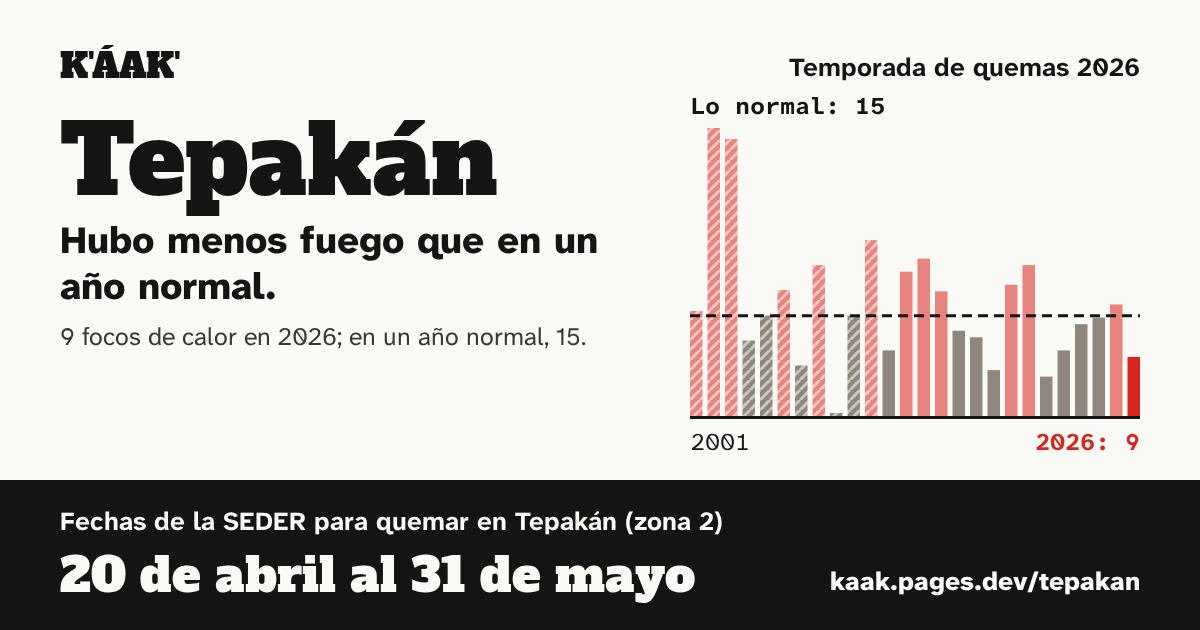 K'ÁAK'
Tepakán
Hubo menos fuego que en un
año normal.
9 focos de calor en 2026; en un año normal, 15.
Temporada de quemas 2026
Lo normal: 15
2001
2026: 9
Fechas de la SEDER para quemar en Tepakán (zona 2)
20 de abril al 31 de mayo
kaak.pages.dev/tepakan